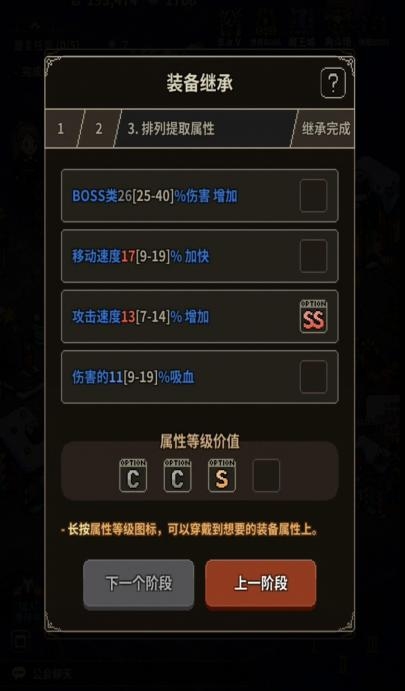 装备继承
?
1
2
3. 排列提取属性
继承完成
BOSS类26[25-40]%伤害 增加
移动速度17[9-19]% 加快
攻击速度13[7-14]% 增加
OPTION
SS
伤害的11[9-19]%吸血
属性等级价值
OPTION OPTION OPTION
C C S
- 长按属性等级图标，可以穿戴到想要的装备属性上。
下一个阶段
上一阶段
公会聊天